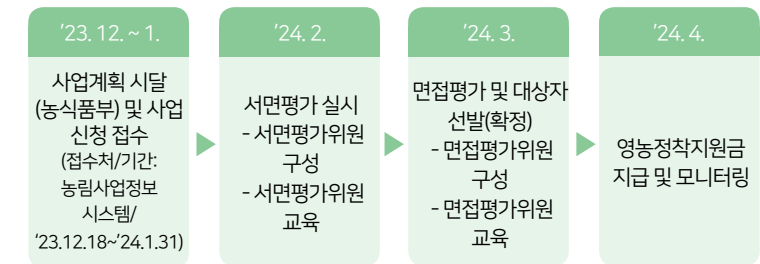 '23. 12. ~ 1.
사업계획 시달
(농식품부) 및 사업
신청 접수
(접수처/기간:
농림사업정보
시스템/
'23.12.18~'24.1.31)
'24. 2.
서면평가 실시
- 서면평가위원
구성
- 서면평가위원
교육
'24. 3.
면접평가 및 대상자
선발(확정)
- 면접평가위원
구성
- 면접평가위원
교육
'24. 4.
영농정착지원금
지급 및 모니터링